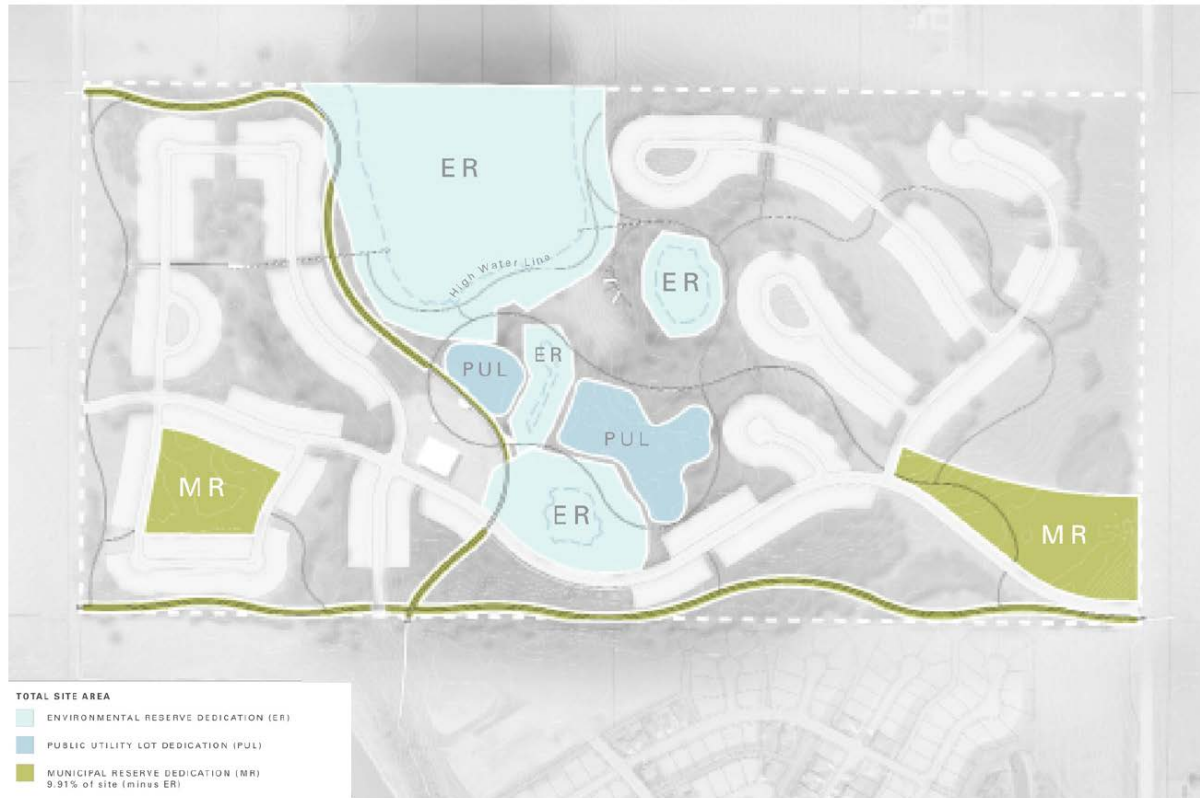 ER
High Water Line
ER
ER
PUL
PUL
MR
ER
MR
TOTAL SITE AREA
ENVIRONMENTAL RESERVE DEDICATION (ER)
PUBLIC UTILITY LOT DEDICATION (PUL)
MUNICIPAL RESERVE DEDICATION (MR)
9.91% of site (minus ER)